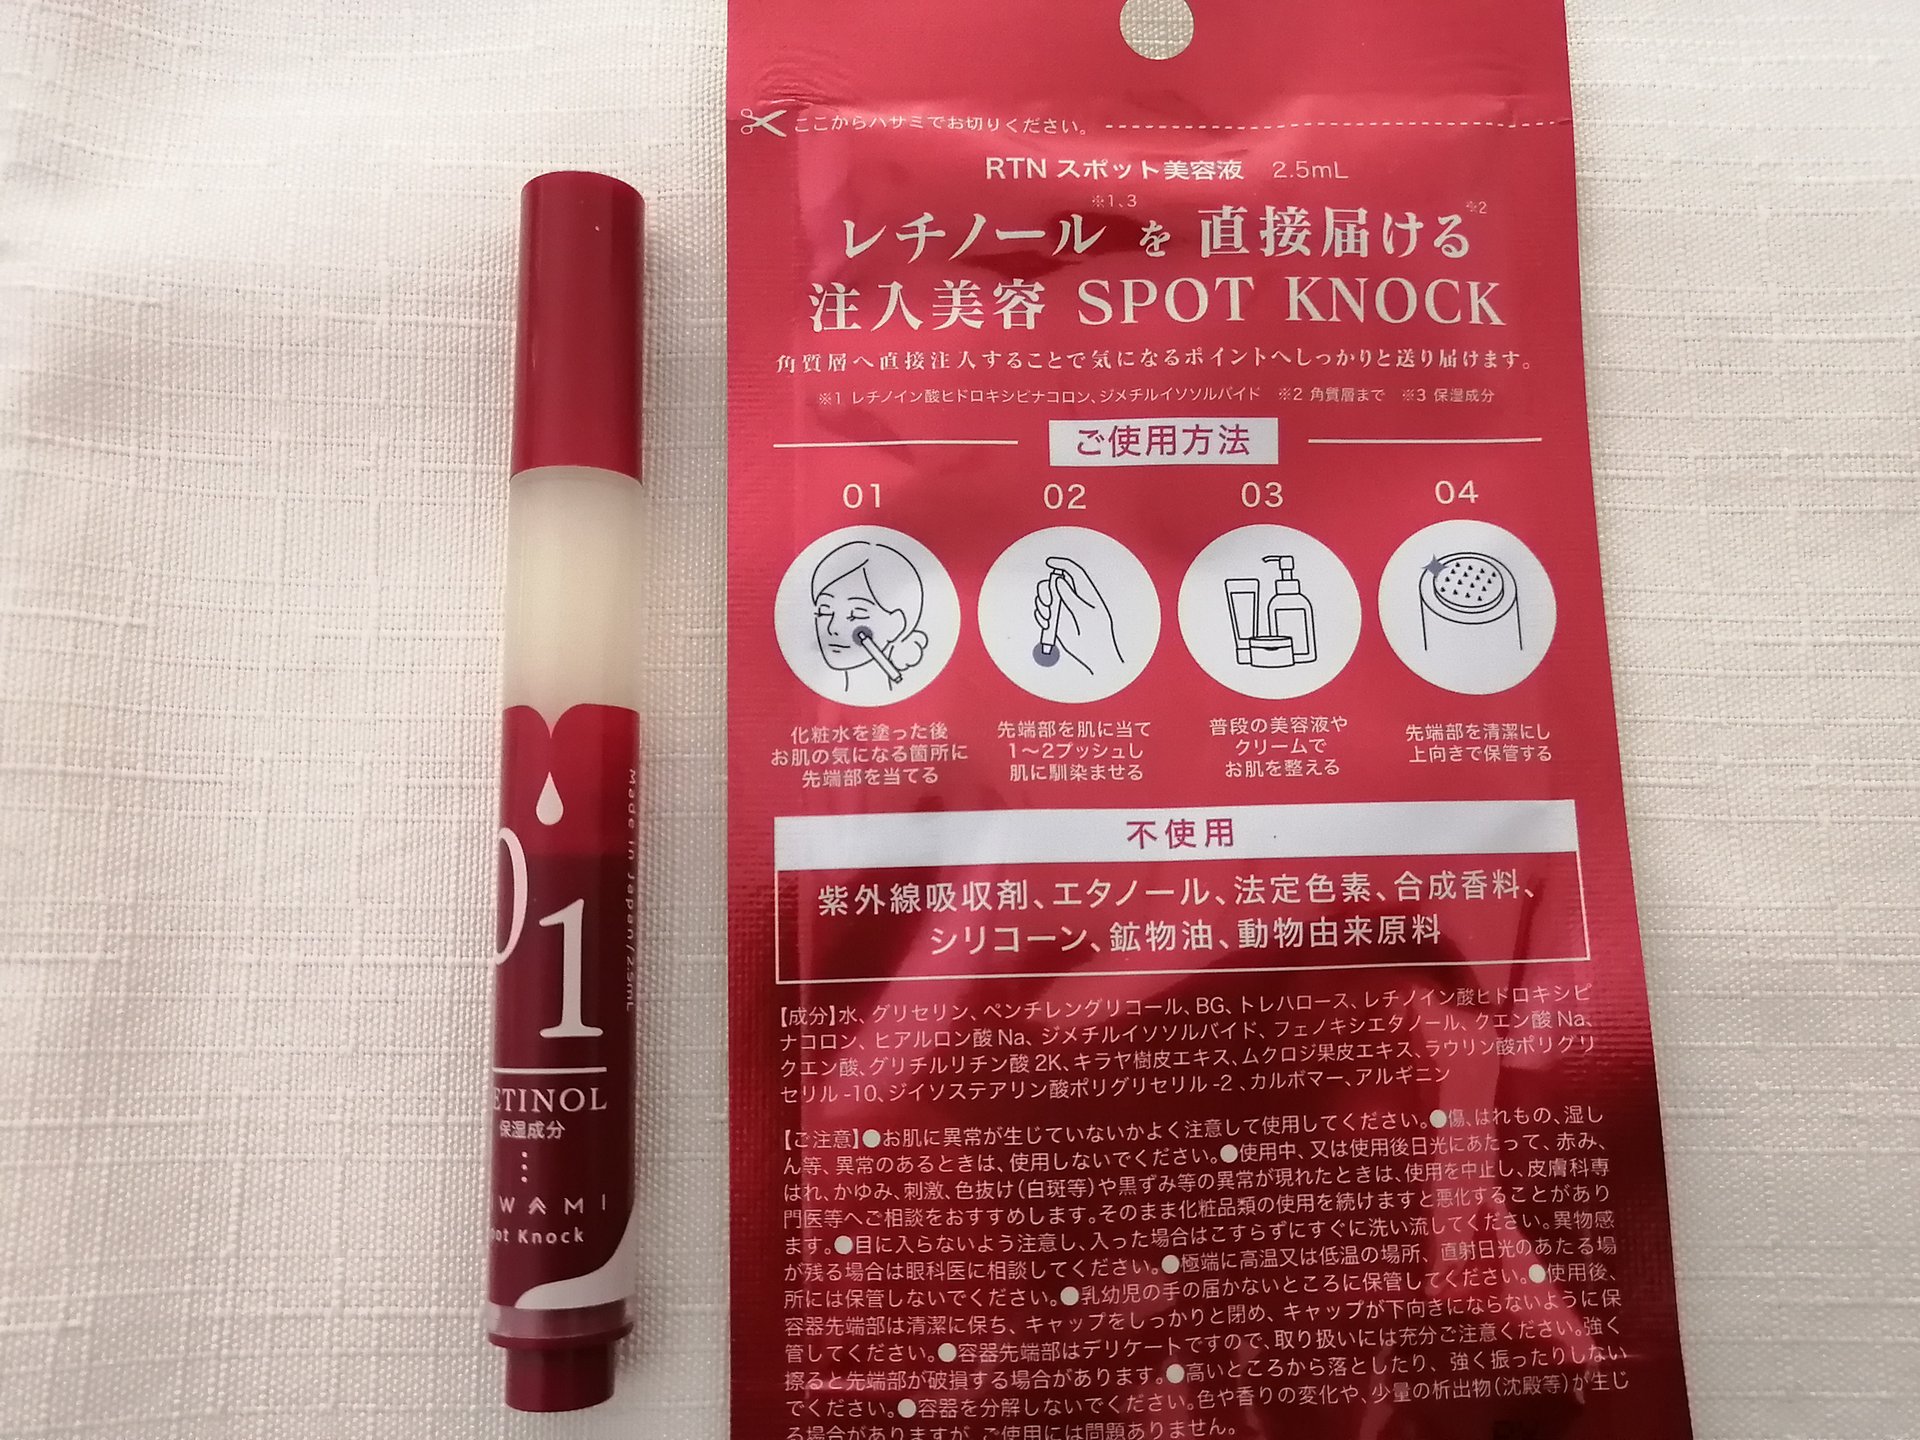 01
ETINOL
保湿成分
WAMI
ot Knock
Made in Japan/2.5mL
ここからハサミでお切りください。
RTN スポット美容液 2.5mL
レチノール※1、3 を 直接届ける※2
注入美容 SPOT KNOCK
角質層へ直接注入することで気になるポイントへしっかりと送り届けます。
※1 レチノイン酸ヒドロキシピナコロン、ジメチルイソソルバイド ※2 角質層まで ※3 保湿成分
ご使用方法
01
化粧水を塗った後
お肌の気になる箇所に
先端部を当てる
02
先端部を肌に当て
1〜2プッシュし
肌に馴染ませる
03
普段の美容液や
クリームで
お肌を整える
04
先端部を清潔にし
上向きで保管する
不使用
紫外線吸収剤、エタノール、法定色素、合成香料、
シリコーン、鉱物油、動物由来原料
【成分】水、グリセリン、ペンチレングリコール、BG、トレハロース、レチノイン酸ヒドロキシピ
ナコロン、ヒアルロン酸 Na、ジメチルイソソルバイド、フェノキシエタノール、クエン酸 Na、
クエン酸、グリチルリチン酸 2K、キラヤ樹皮エキス、ムクロジ果皮エキス、ラウリン酸ポリグリ
セリル -10、ジイソステアリン酸ポリグリセリル -2 、カルボマー、アルギニン
【ご注意】●お肌に異常が生じていないかよく注意して使用してください。●傷、はれもの、湿し
ん等、異常のあるときは、使用しないでください。●使用中、又は使用後日光にあたって、赤み、
はれ、かゆみ、刺激、色抜け（白斑等）や黒ずみ等の異常が現れたときは、使用を中止し、皮膚科専
門医等へご相談をおすすめします。そのまま化粧品類の使用を続けますと悪化することがあり
ます。●目に入らないよう注意し、入った場合はこすらずにすぐに洗い流してください。異物感
が残る場合は眼科医に相談してください。●極端に高温又は低温の場所、直射日光のあたる場
所には保管しないでください。●乳幼児の手の届かないところに保管してください。●使用後、
容器先端部は清潔に保ち、キャップをしっかりと閉め、キャップが下向きにならないように保
管してください。●容器先端部はデリケートですので、取り扱いには充分ご注意ください。強く
擦ると先端部が破損する場合があります。●高いところから落としたり、強く振ったりしない
でください。●容器を分解しないでください。色や香りの変化や、少量の析出物（沈殿等）が生じ
る場合がありますが、ご使用には問題ありません。